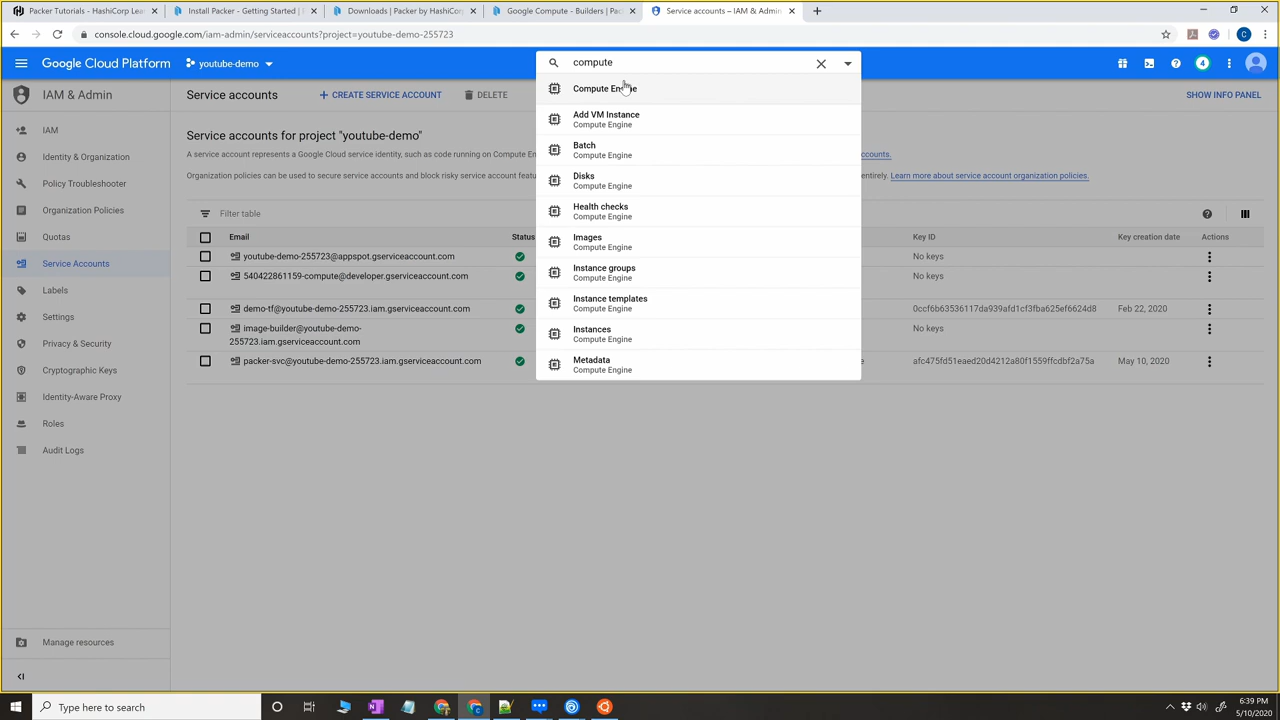 Packer Tutorials - HashiCorp Lea
Install Packer - Getting Started |
Downloads | Packer by HashiCorp
Google Compute - Builders | Pac
Service accounts – IAM & Admin
console.cloud.google.com/iam-admin/serviceaccounts?project=youtube-demo-255723
C
Google Cloud Platform
youtube-demo
compute
4
IAM & Admin
Service accounts
CREATE SERVICE ACCOUNT
DELETE
SHOW INFO PANEL
Compute Engine
Add VM Instance
Compute Engine
Batch
Compute Engine
Disks
Compute Engine
Health checks
Compute Engine
Images
Compute Engine
Instance groups
Compute Engine
Instance templates
Compute Engine
Instances
Compute Engine
Metadata
Compute Engine
IAM
Identity & Organization
Policy Troubleshooter
Organization Policies
Quotas
Service Accounts
Labels
Settings
Privacy & Security
Cryptographic Keys
Identity-Aware Proxy
Roles
Audit Logs
Manage resources
Service accounts for project "youtube-demo"
A service account represents a Google Cloud service identity, such as code running on Compute En
accounts.
Organization policies can be used to secure service accounts and block risky service account featu
entirely. Learn more about service account organization policies.
Filter table
Email Status Key ID Key creation date Actions
youtube-demo-255723@appspot.gserviceaccount.com No keys
540422861159-compute@developer.gserviceaccount.com No keys
demo-tf@youtube-demo-255723.iam.gserviceaccount.com 0ccf6b63536117da939afd1cf3fba625ef6624d8 Feb 22, 2020
image-builder@youtube-demo- No keys
255723.iam.gserviceaccount.com
packer-svc@youtube-demo-255723.iam.gserviceaccount.com afc475fd51eaed20d4212a80f1559ffcdbf2a75a May 10, 2020
Type here to search
6:39 PM
5/10/2020